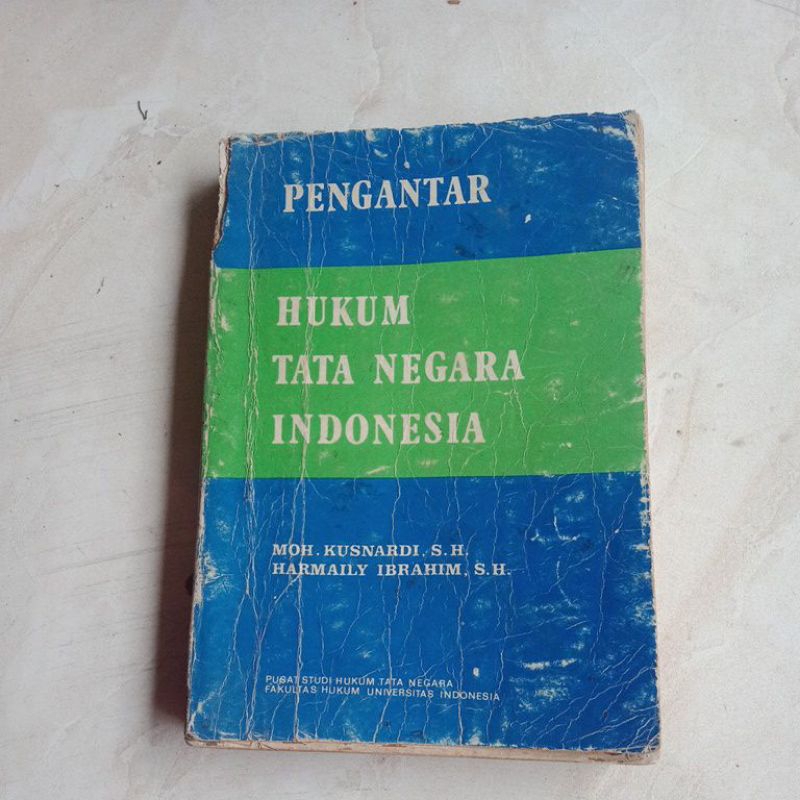 PENGANTAR
HUKUM
TATA NEGARA
INDONESIA
MOH. KUSNARDI, S.H.
HARMAILY IBRAHIM, S.H.
PUSAT STUDI HUKUM TATA NEGARA
FAKULTAS HUKUM UNIVERSITAS INDONESIA